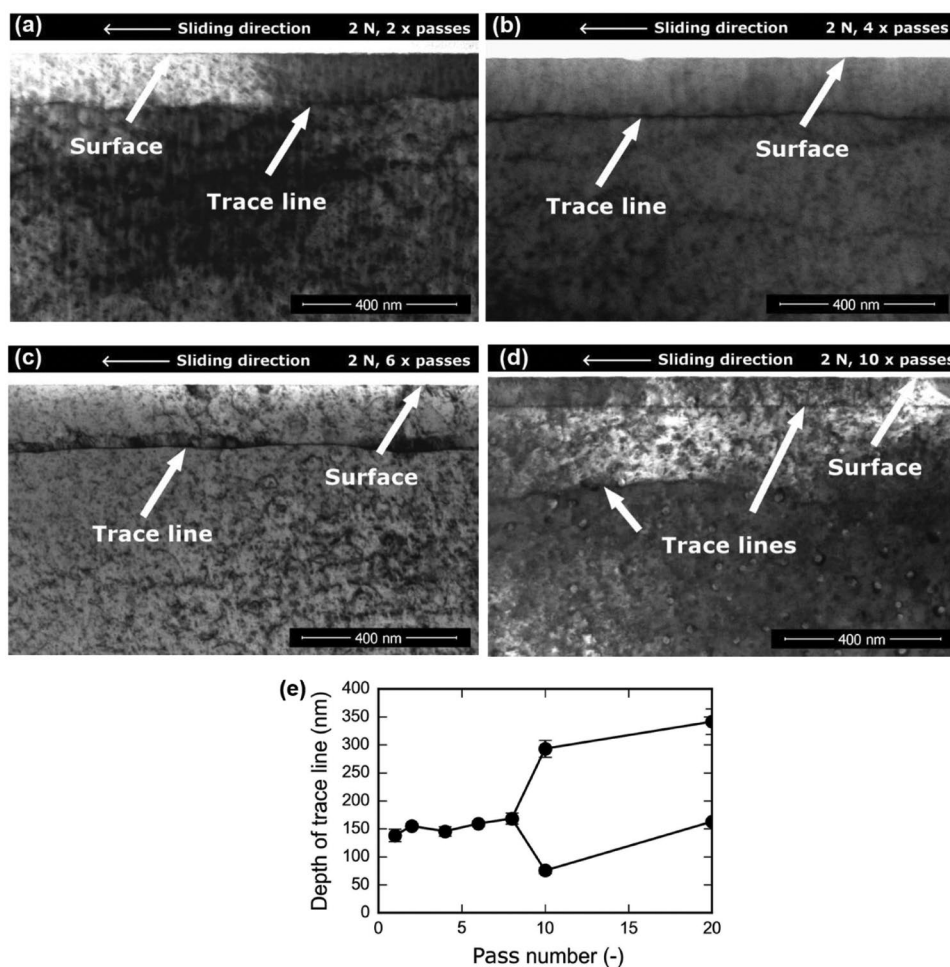 (a) ← Sliding direction 2 N, 2 x passes
Surface
Trace line
400 nm
(b) ← Sliding direction 2 N, 4 x passes
Surface
Trace line
400 nm
(c) ← Sliding direction 2 N, 6 x passes
Surface
Trace line
400 nm
(d) ← Sliding direction 2 N, 10 x passes
Surface
Trace lines
400 nm
(e)
Depth of trace line (nm)
400
350
300
250
200
150
100
50
0
0 5 10 15 20
Pass number (-)